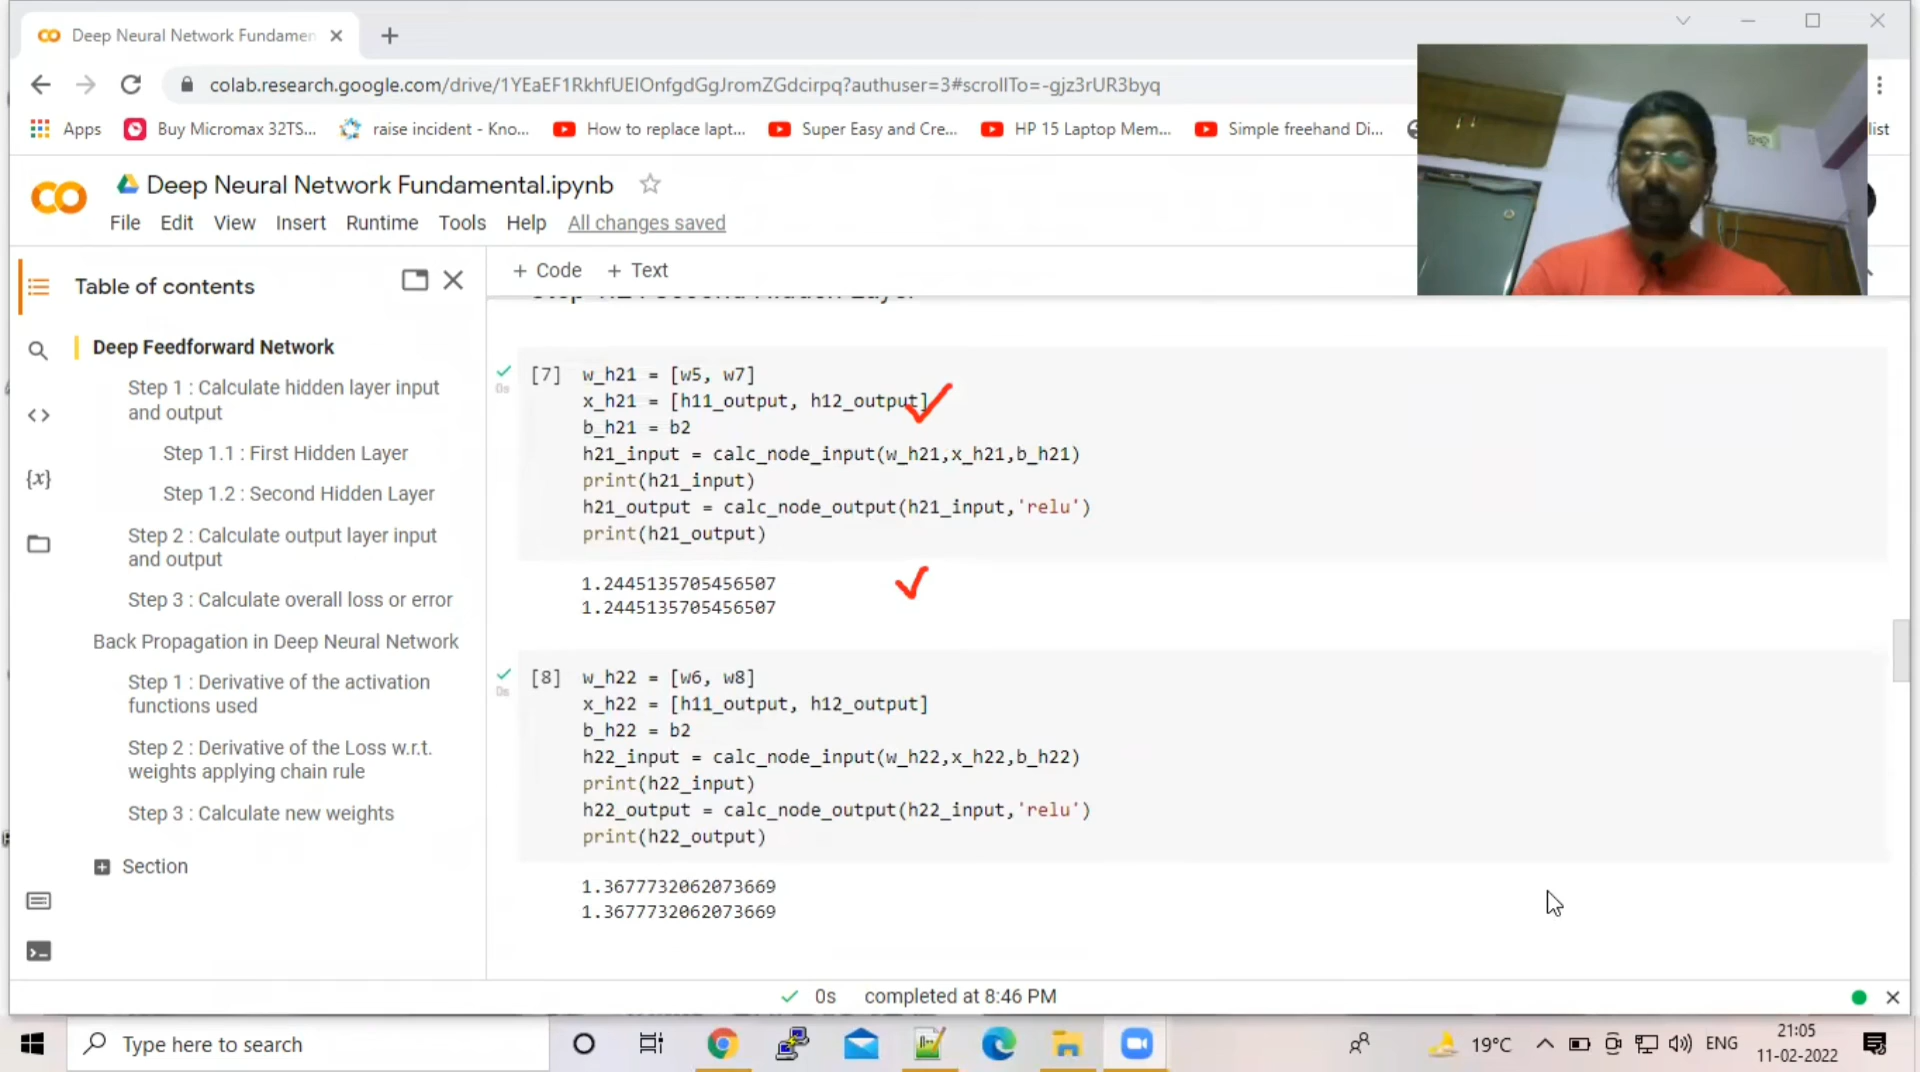 Deep Neural Network Fundamen
colab.research.google.com/drive/1YEaEF1RkhfUElOnfgdGgJromZGdcirpq?authuser=3#scrollTo=-gjz3rUR3byq
Apps
Buy Micromax 32TS...
raise incident - Kno...
How to replace lapt...
Super Easy and Cre...
HP 15 Laptop Mem...
Simple freehand Di...
list
Deep Neural Network Fundamental.ipynb
File Edit View Insert Runtime Tools Help All changes saved
Table of contents
Deep Feedforward Network
Step 1 : Calculate hidden layer input
and output
Step 1.1 : First Hidden Layer
Step 1.2 : Second Hidden Layer
Step 2 : Calculate output layer input
and output
Step 3 : Calculate overall loss or error
Back Propagation in Deep Neural Network
Step 1 : Derivative of the activation
functions used
Step 2 : Derivative of the Loss w.r.t.
weights applying chain rule
Step 3 : Calculate new weights
Section
+ Code + Text
Step 1.2 : Second Hidden Layer
0s
[7] w_h21 = [w5, w7]
x_h21 = [h11_output, h12_output]
b_h21 = b2
h21_input = calc_node_input(w_h21,x_h21,b_h21)
print(h21_input)
h21_output = calc_node_output(h21_input,'relu')
print(h21_output)
1.2445135705456507
1.2445135705456507
0s
[8] w_h22 = [w6, w8]
x_h22 = [h11_output, h12_output]
b_h22 = b2
h22_input = calc_node_input(w_h22,x_h22,b_h22)
print(h22_input)
h22_output = calc_node_output(h22_input,'relu')
print(h22_output)
1.3677732062073669
1.3677732062073669
0s completed at 8:46 PM
Type here to search
19°C
ENG
21:05
11-02-2022